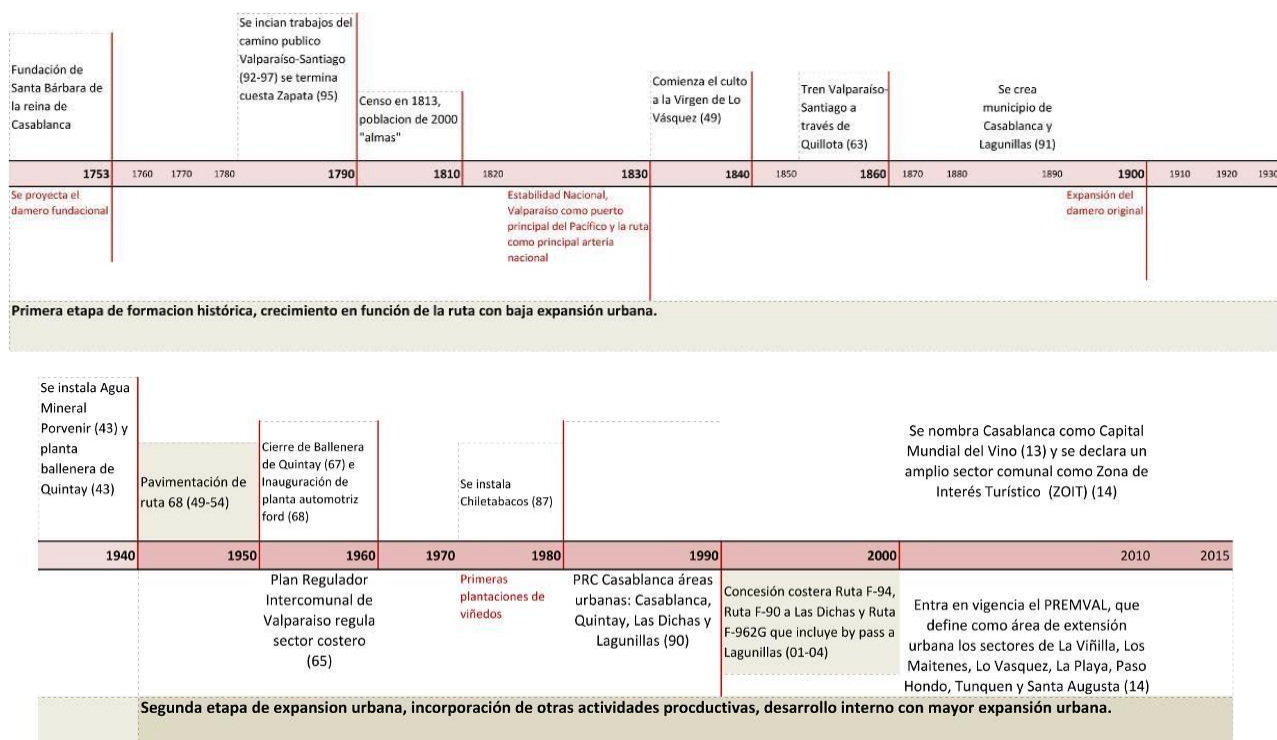 Fundación de
Santa Bárbara de
la reina de
Casablanca
Se incian trabajos del
camino publico
Valparaíso-Santiago
(92-97) se termina
cuesta Zapata (95)
Censo en 1813,
poblacion de 2000
"almas"
Comienza el culto
a la Virgen de Lo
Vásquez (49)
Tren Valparaíso-
Santiago a
través de
Quillota (63)
Se crea
municipio de
Casablanca y
Lagunillas (91)
1753 1760 1770 1780 1790 1810 1820 1830 1840 1850 1860 1870 1880 1890 1900 1910 1920 1930
Se proyecta el
damero fundacional
Estabilidad Nacional,
Valparaíso como puerto
principal del Pacífico y la ruta
como principal arteria
nacional
Expansión del
damero original
Primera etapa de formacion histórica, crecimiento en función de la ruta con baja expansión urbana.
Se instala Agua
Mineral
Porvenir (43) y
planta
ballenera de
Quintay (43)
Pavimentación de
ruta 68 (49-54)
Cierre de Ballenera
de Quintay (67) e
Inauguración de
planta automotriz
ford (68)
Se instala
Chiletabacos (87)
Se nombra Casablanca como Capital
Mundial del Vino (13) y se declara un
amplio sector comunal como Zona de
Interés Turístico (ZOIT) (14)
1940 1950 1960 1970 1980 1990 2000 2010 2015
Plan Regulador
Intercomunal de
Valparaiso regula
sector costero
(65)
Primeras
plantaciones de
viñedos
PRC Casablanca áreas
urbanas: Casablanca,
Quintay, Las Dichas y
Lagunillas (90)
Concesión costera Ruta F-94,
Ruta F-90 a Las Dichas y Ruta
F-962G que incluye by pass a
Lagunillas (01-04)
Entra en vigencia el PREMVAL, que
define como área de extensión
urbana los sectores de La Viñilla, Los
Maitenes, Lo Vasquez, La Playa, Paso
Hondo, Tunquen y Santa Augusta (14)
Segunda etapa de expansion urbana, incorporación de otras actividades procductivas, desarrollo interno con mayor expansión urbana.